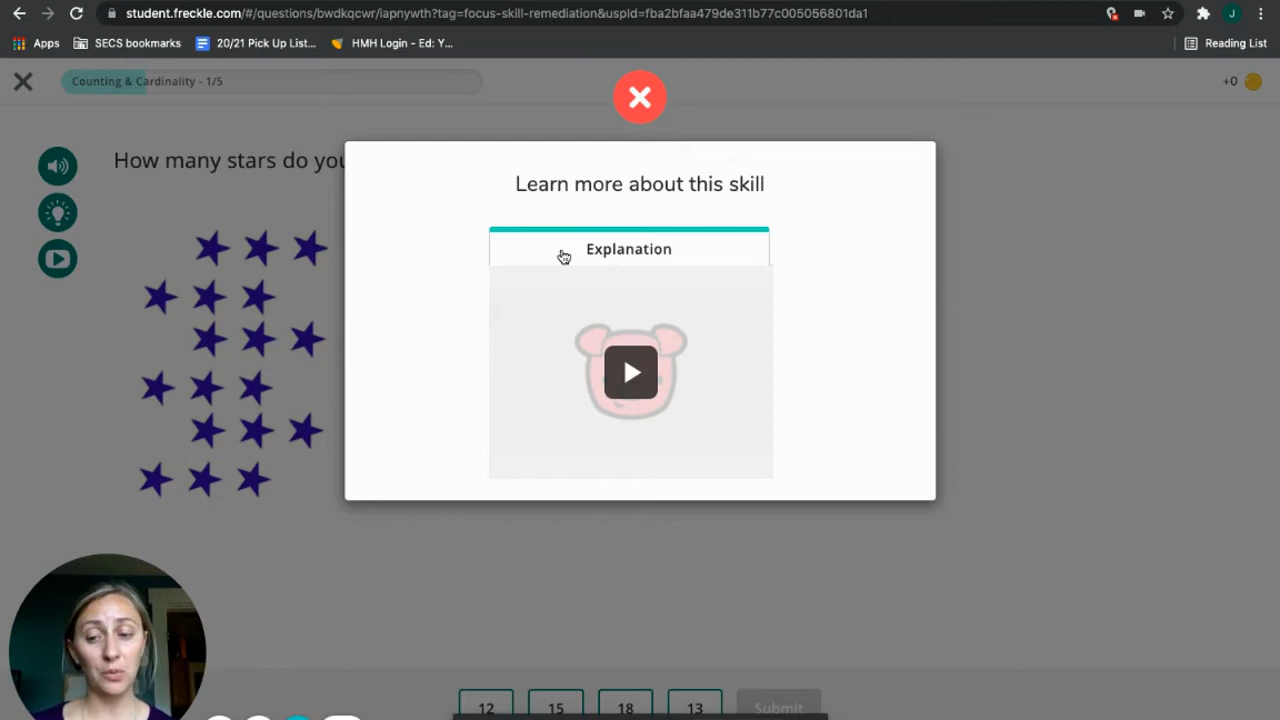 student.freckle.com/#/questions/bwdkqcwr/iapnywth?tag=focus-skill-remediation&uspId=fba2bfaa479de311b77c005056801da1
J
Apps
SECS bookmarks
20/21 Pick Up List...
HMH Login - Ed: Y...
Reading List
Counting & Cardinality - 1/5
+0
How many stars do you
Learn more about this skill
Explanation
12
15
18
13
Submit